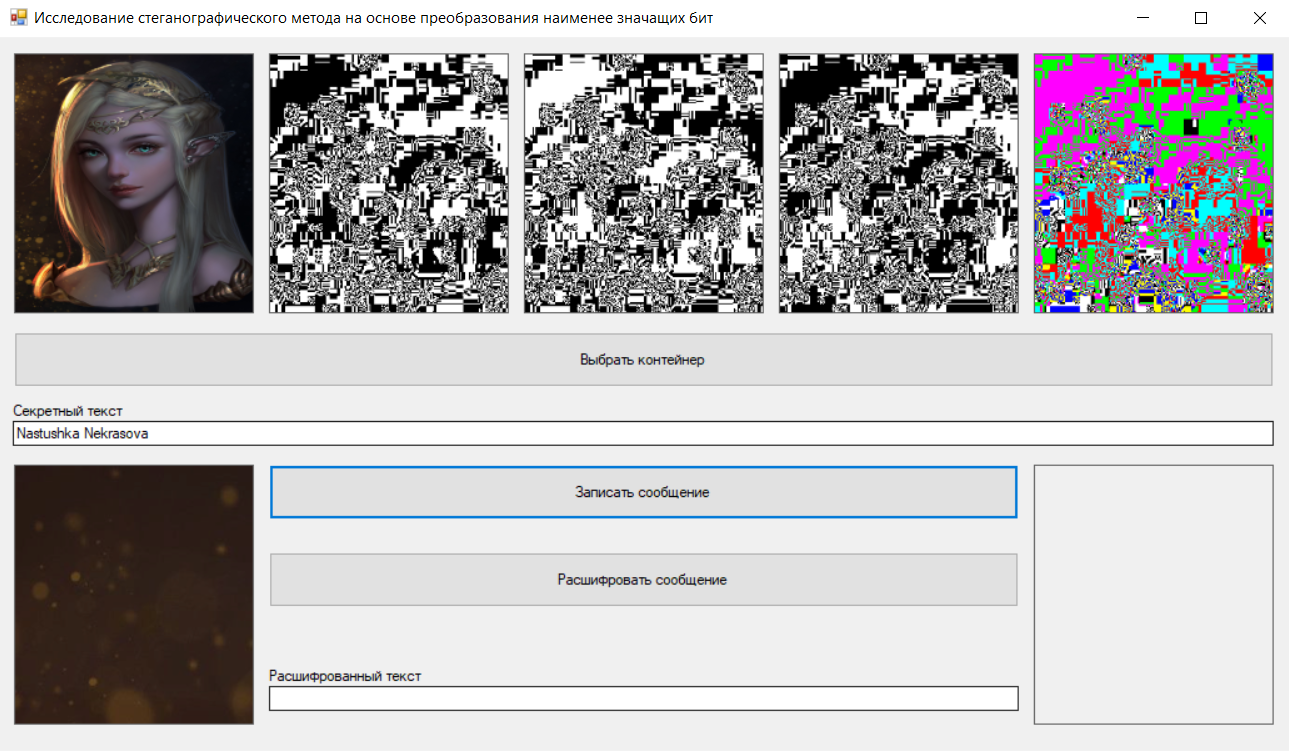 Исследование стеганографического метода на основе преобразования наименее значащих бит
Выбрать контейнер
Секретный текст
Nastushka Nekrasova
Записать сообщение
Расшифровать сообщение
Расшифрованный текст